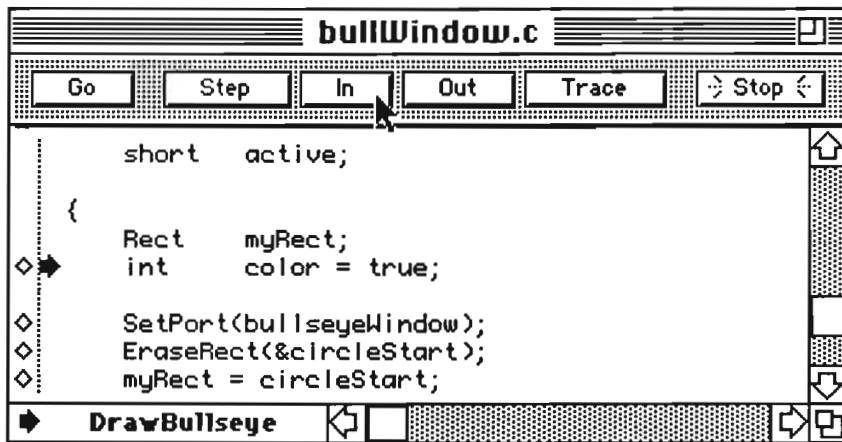 bullWindow.c
Go Step In Out Trace Stop
short active;
{
Rect myRect;
int color = true;
SetPort(bullseyeWindow);
EraseRect(&circleStart);
myRect = circleStart;
DrawBullseye